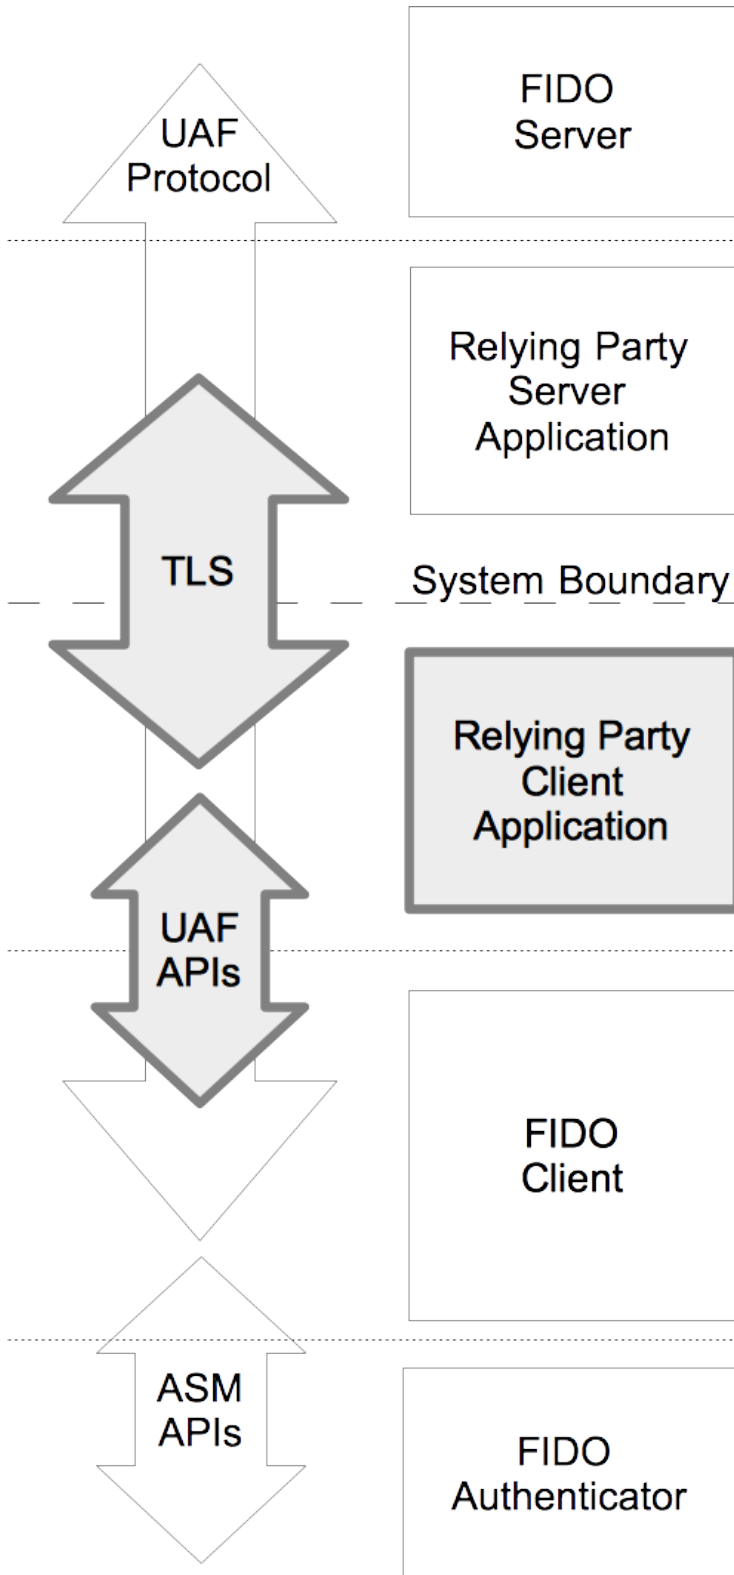 FIDO
Server
UAF
Protocol
Relying Party
Server
Application
TLS
System Boundary
Relying Party
Client
Application
UAF
APIs
FIDO
Client
ASM
APIs
FIDO
Authenticator